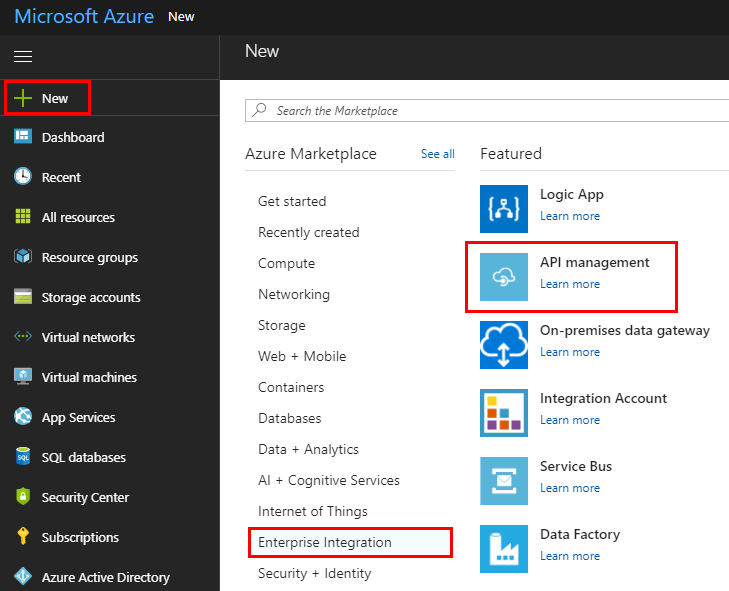 Microsoft Azure New
New
New
Dashboard
Recent
All resources
Resource groups
Storage accounts
Virtual networks
Virtual machines
App Services
SQL
SQL databases
Security Center
Subscriptions
Azure Active Directory
Search the Marketplace
Azure Marketplace See all
Get started
Recently created
Compute
Networking
Storage
Web + Mobile
Containers
Databases
Data + Analytics
AI + Cognitive Services
Internet of Things
Enterprise Integration
Security + Identity
Featured
Logic App
Learn more
API management
Learn more
On-premises data gateway
Learn more
Integration Account
Learn more
Service Bus
Learn more
Data Factory
Learn more